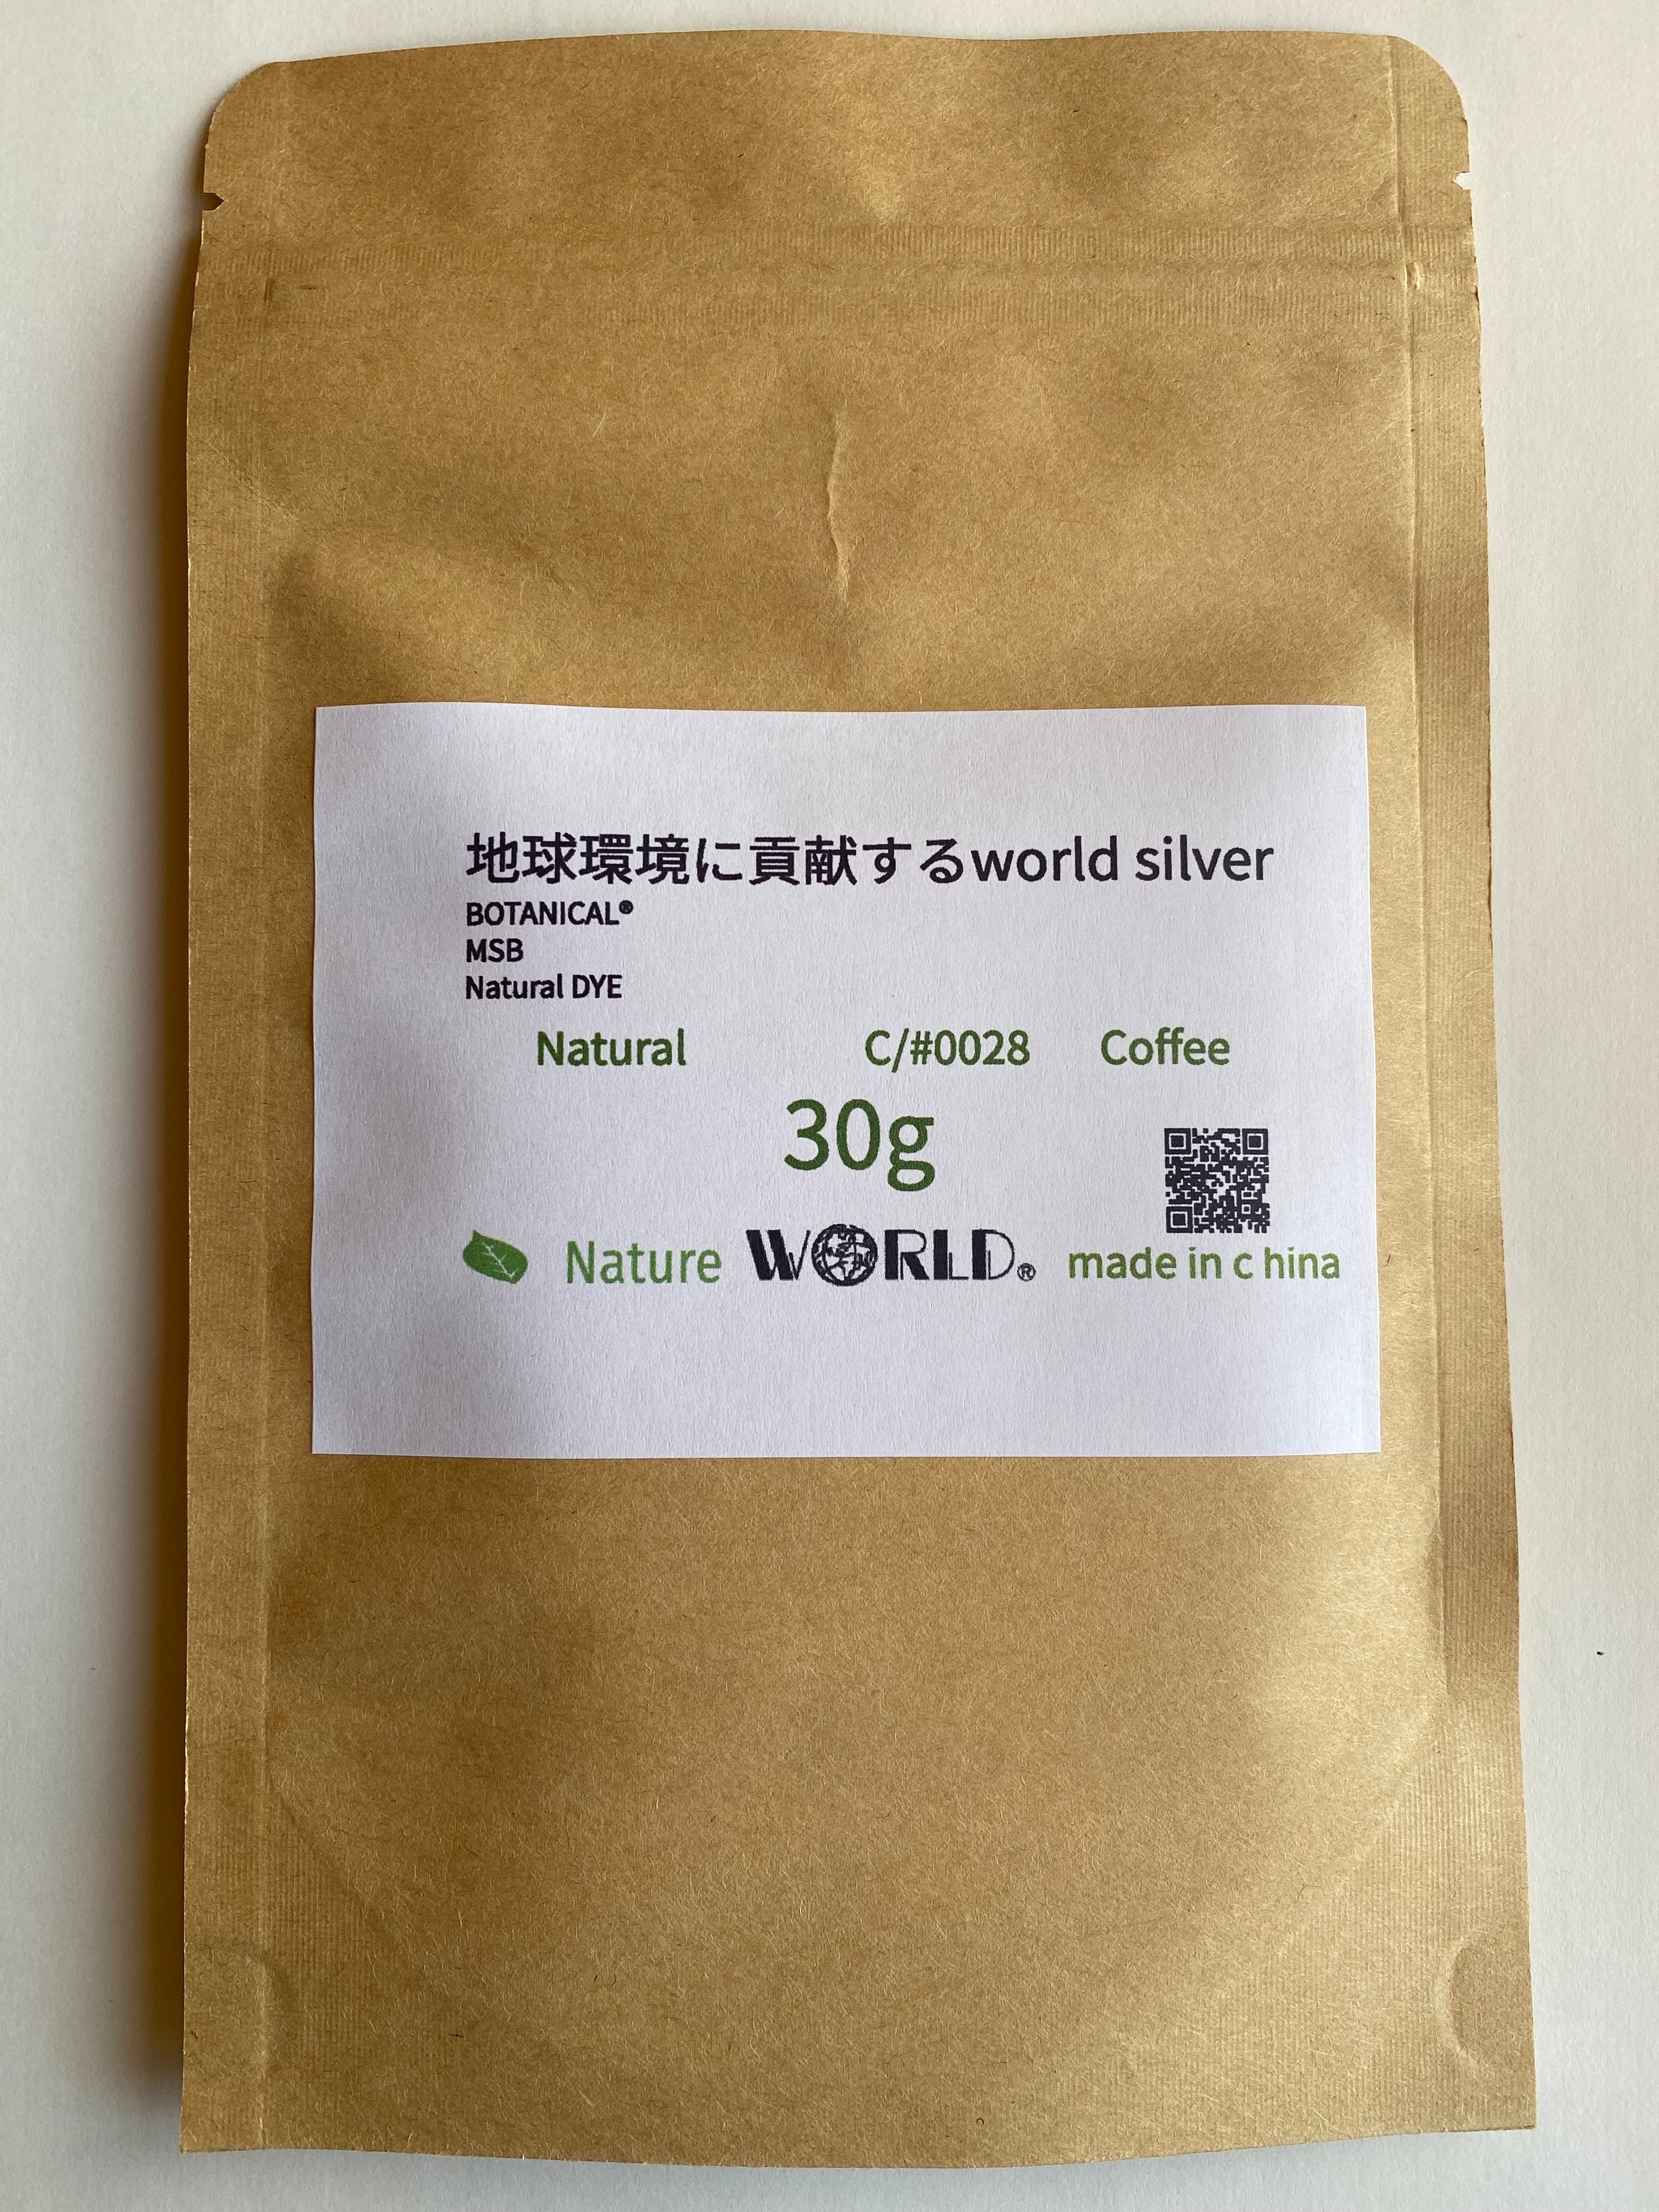 地球環境に貢献するworld silver
BOTANICAL®
MSB
Natural DYE
Natural C/#0028 Coffee
30g
Nature WORLD® made in c hina